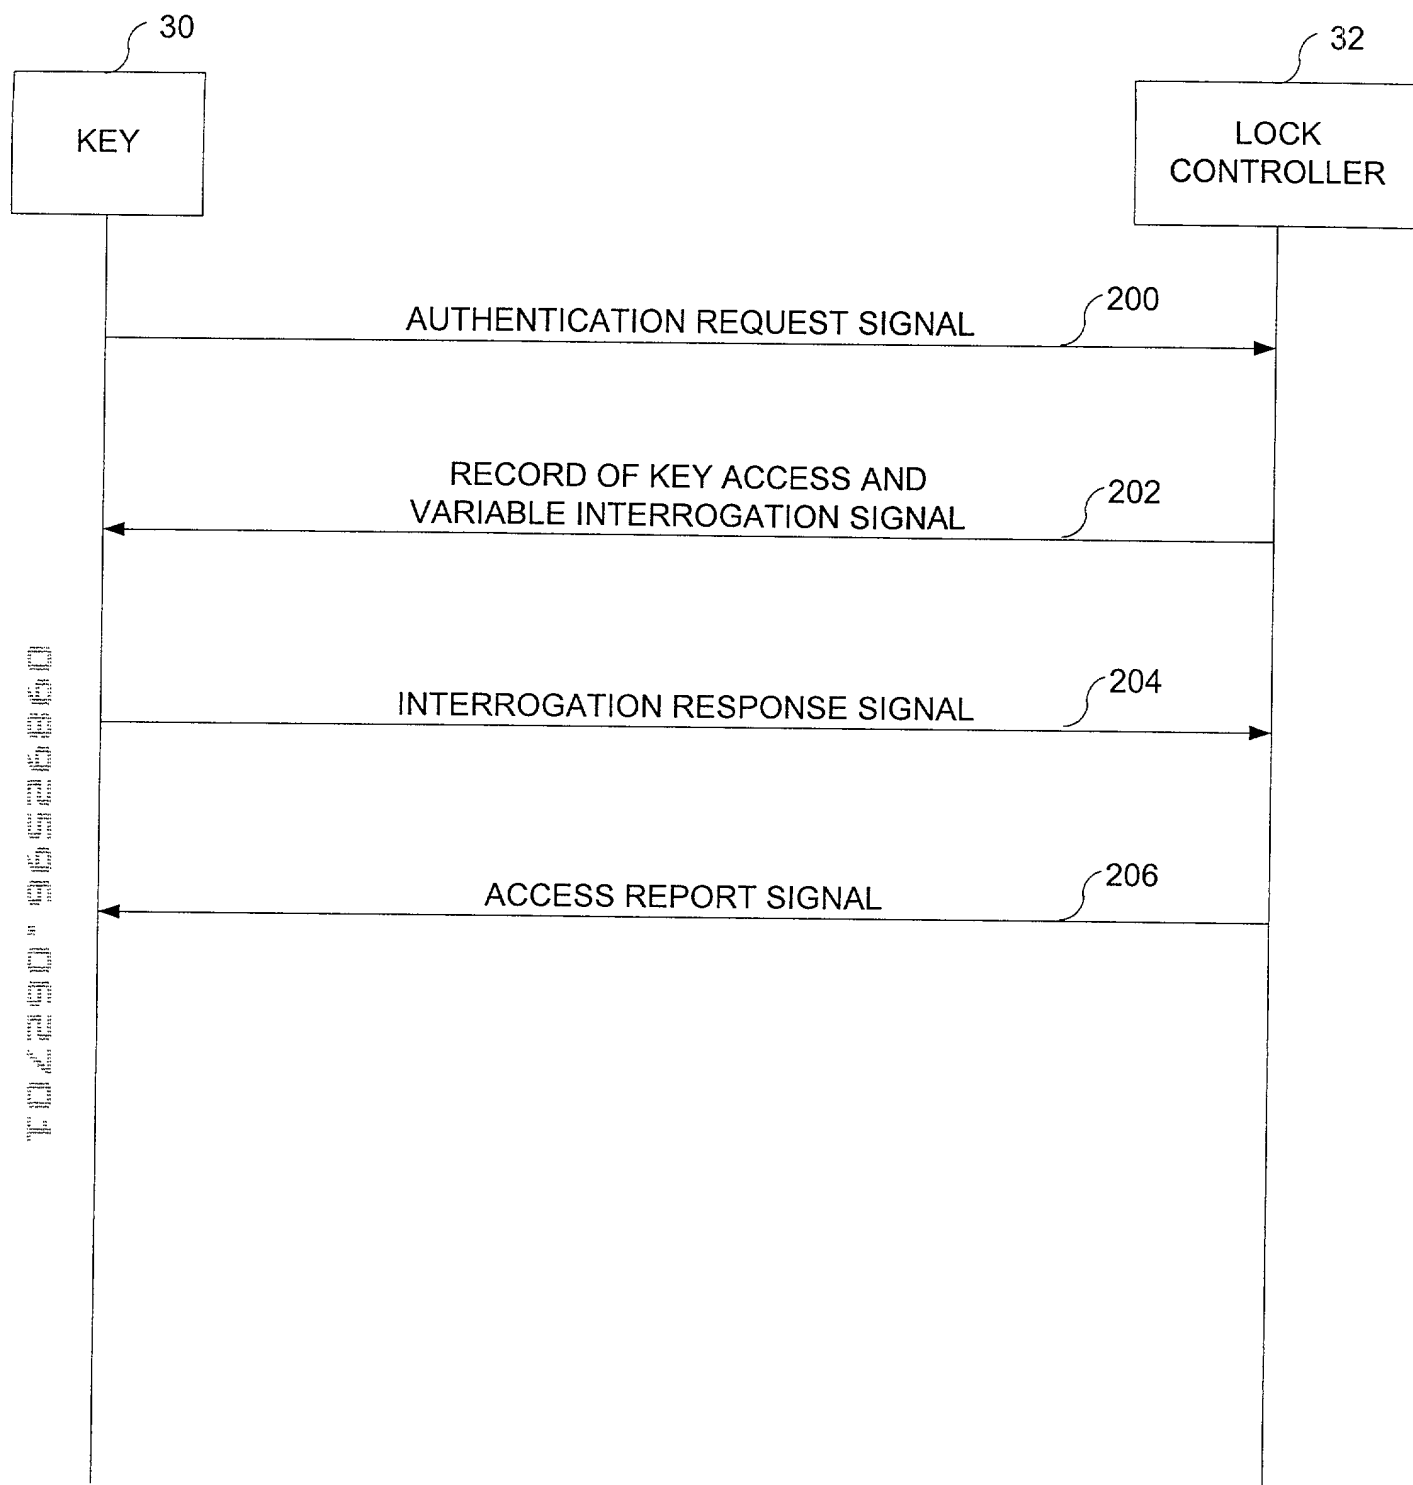 30
32
KEY
LOCK
CONTROLLER
200
AUTHENTICATION REQUEST SIGNAL
RECORD OF KEY ACCESS AND
202
VARIABLE INTERROGATION SIGNAL
204
INTERROGATION RESPONSE SIGNAL
206
ACCESS REPORT SIGNAL